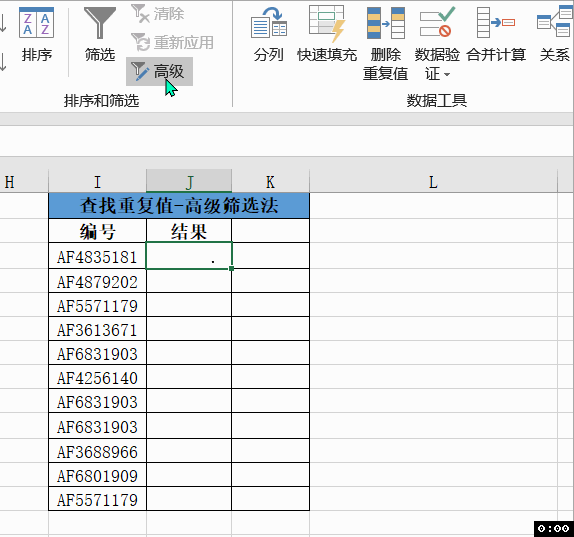 清除
重新应用
高级
排序
筛选
分列
快速填充
删除
重复值
数据验
证
合并计算
关系
排序和筛选
数据工具
H I J K L
查找重复值-高级筛选法
编号 结果
AF4835181 .
AF4879202
AF5571179
AF3613671
AF6831903
AF4256140
AF6831903
AF6831903
AF3688966
AF6801909
AF5571179
0:00